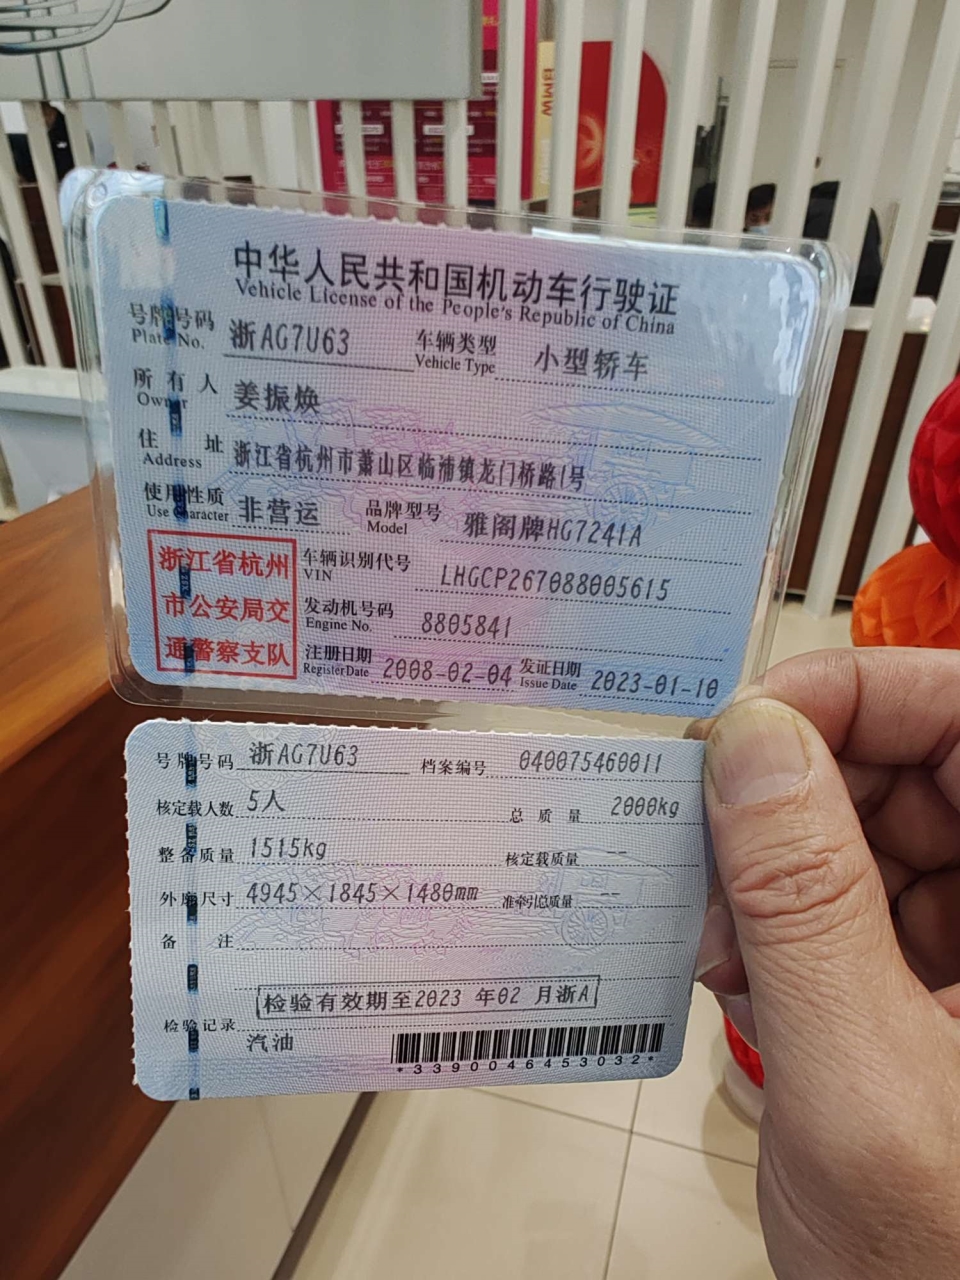 BMW
中华人民共和国机动车行驶证
Vehicle License of the People's Republic of China
号牌号码 浙AG7U63 车辆类型 小型轿车
Plate No. Vehicle Type
所有人 姜振焕
Owner
住址 浙江省杭州市萧山区临浦镇龙门桥路1号
Address
使用性质 非营运 品牌型号 雅阁牌HG7241A
Use Character Model
浙江省杭州
市公安局交
通警察支队
车辆识别代号 LHGCP267088005615
VIN
发动机号码 8805841
Engine No.
注册日期 2008-02-04 发证日期 2023-01-10
Register Date Issue Date
号牌号码 浙AG7U63 档案编号 040075460011
核定载人数 5人 总质量 2000kg
整备质量 1515kg 核定载质量 --
外廓尺寸 4945×1845×1480mm 准牵引总质量 --
备注
检验有效期至2023年02月浙A
检验记录
汽油
*3390046453032*